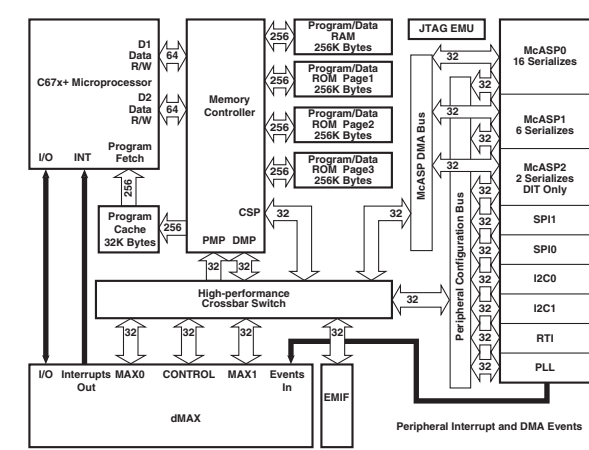 D1
Data
R/W
64
C67x+ Microprocessor
D2
Data
R/W
64
Program
Fetch
I/O
INT
256
Program
Cache
32K Bytes
256
Memory
Controller
CSP
32
PMP
DMP
32
32
256
Program/Data
RAM
256K Bytes
256
Program/Data
ROM Page1
256K Bytes
256
Program/Data
ROM Page2
256K Bytes
256
Program/Data
ROM Page3
256K Bytes
JTAG EMU
McASP DMA Bus
Peripheral Configuration Bus
32
32
32
32
32
32
32
32
32
32
32
32
32
32
McASP0
16 Serializes
McASP1
6 Serializes
McASP2
2 Serializes
DIT Only
SPI1
SPI0
I2C0
I2C1
RTI
PLL
High-performance
Crossbar Switch
32
32
32
32
I/O
Interrupts
Out
MAX0
CONTROL
MAX1
Events
In
dMAX
EMIF
Peripheral Interrupt and DMA Events